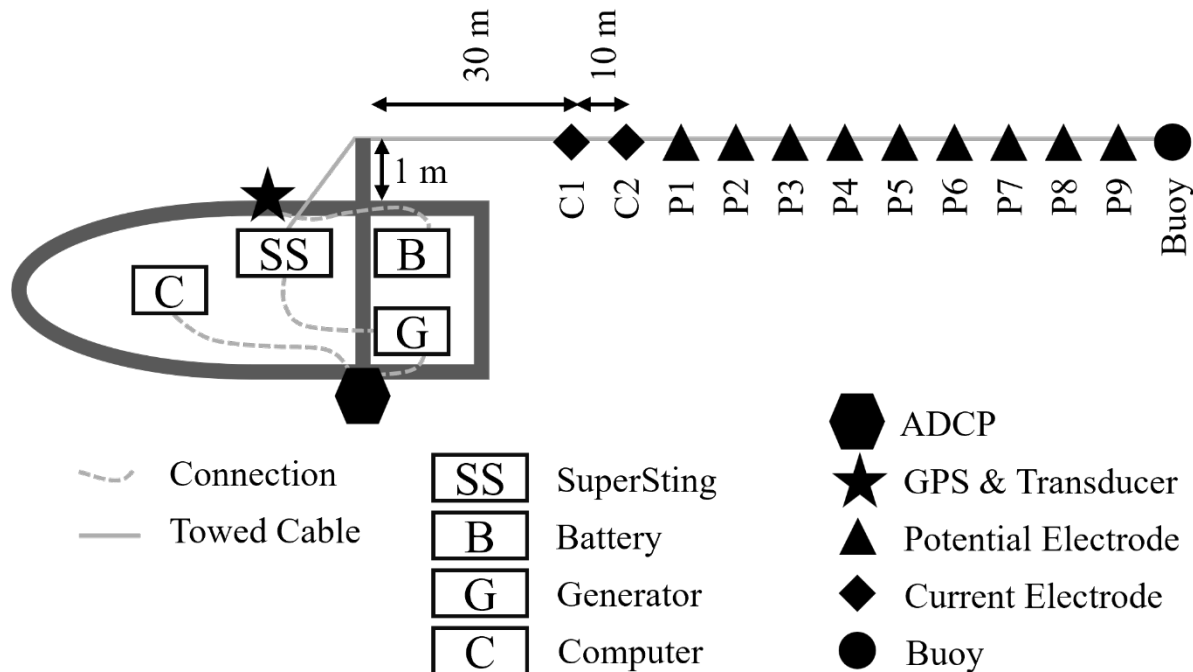 30 m
10 m
1 m
C1
C2
P1
P2
P3
P4
P5
P6
P7
P8
P9
Buoy
SS
B
C
G
Connection
Towed Cable
SS
SuperSting
B
Battery
G
Generator
C
Computer
ADCP
GPS & Transducer
Potential Electrode
Current Electrode
Buoy